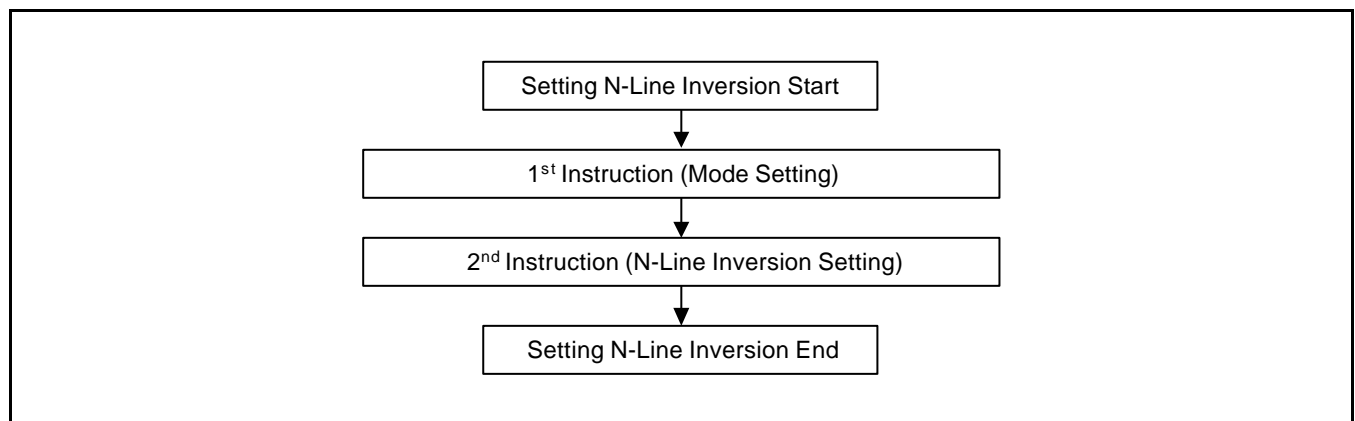 Setting N-Line Inversion Start
1st Instruction (Mode Setting)
2nd Instruction (N-Line Inversion Setting)
Setting N-Line Inversion End